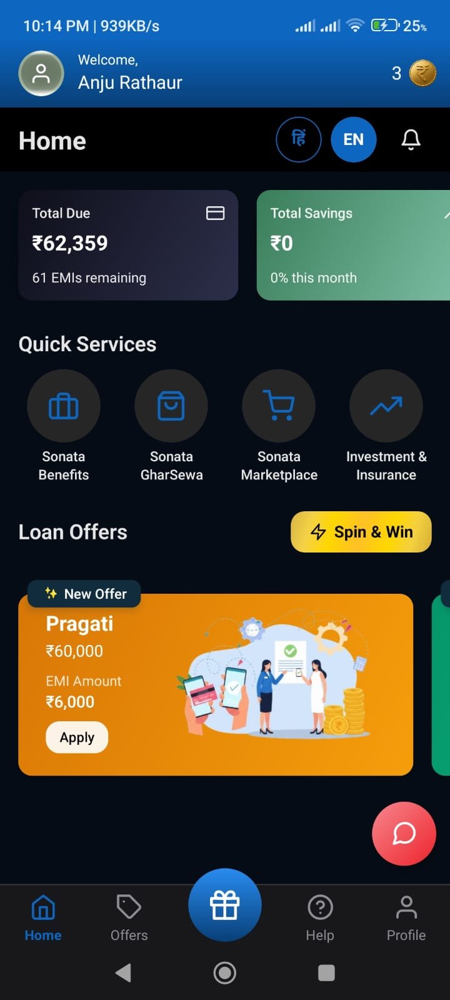 10:14 PM | 939KB/s
25%
Welcome,
Anju Rathaur
3
Home
हिं
EN
Total Due
₹62,359
61 EMIs remaining
Total Savings
₹0
0% this month
Quick Services
Sonata
Benefits
Sonata
GharSewa
Sonata
Marketplace
Investment &
Insurance
Loan Offers
Spin & Win
New Offer
Pragati
₹60,000
EMI Amount
₹6,000
Apply
Home
Offers
Help
Profile